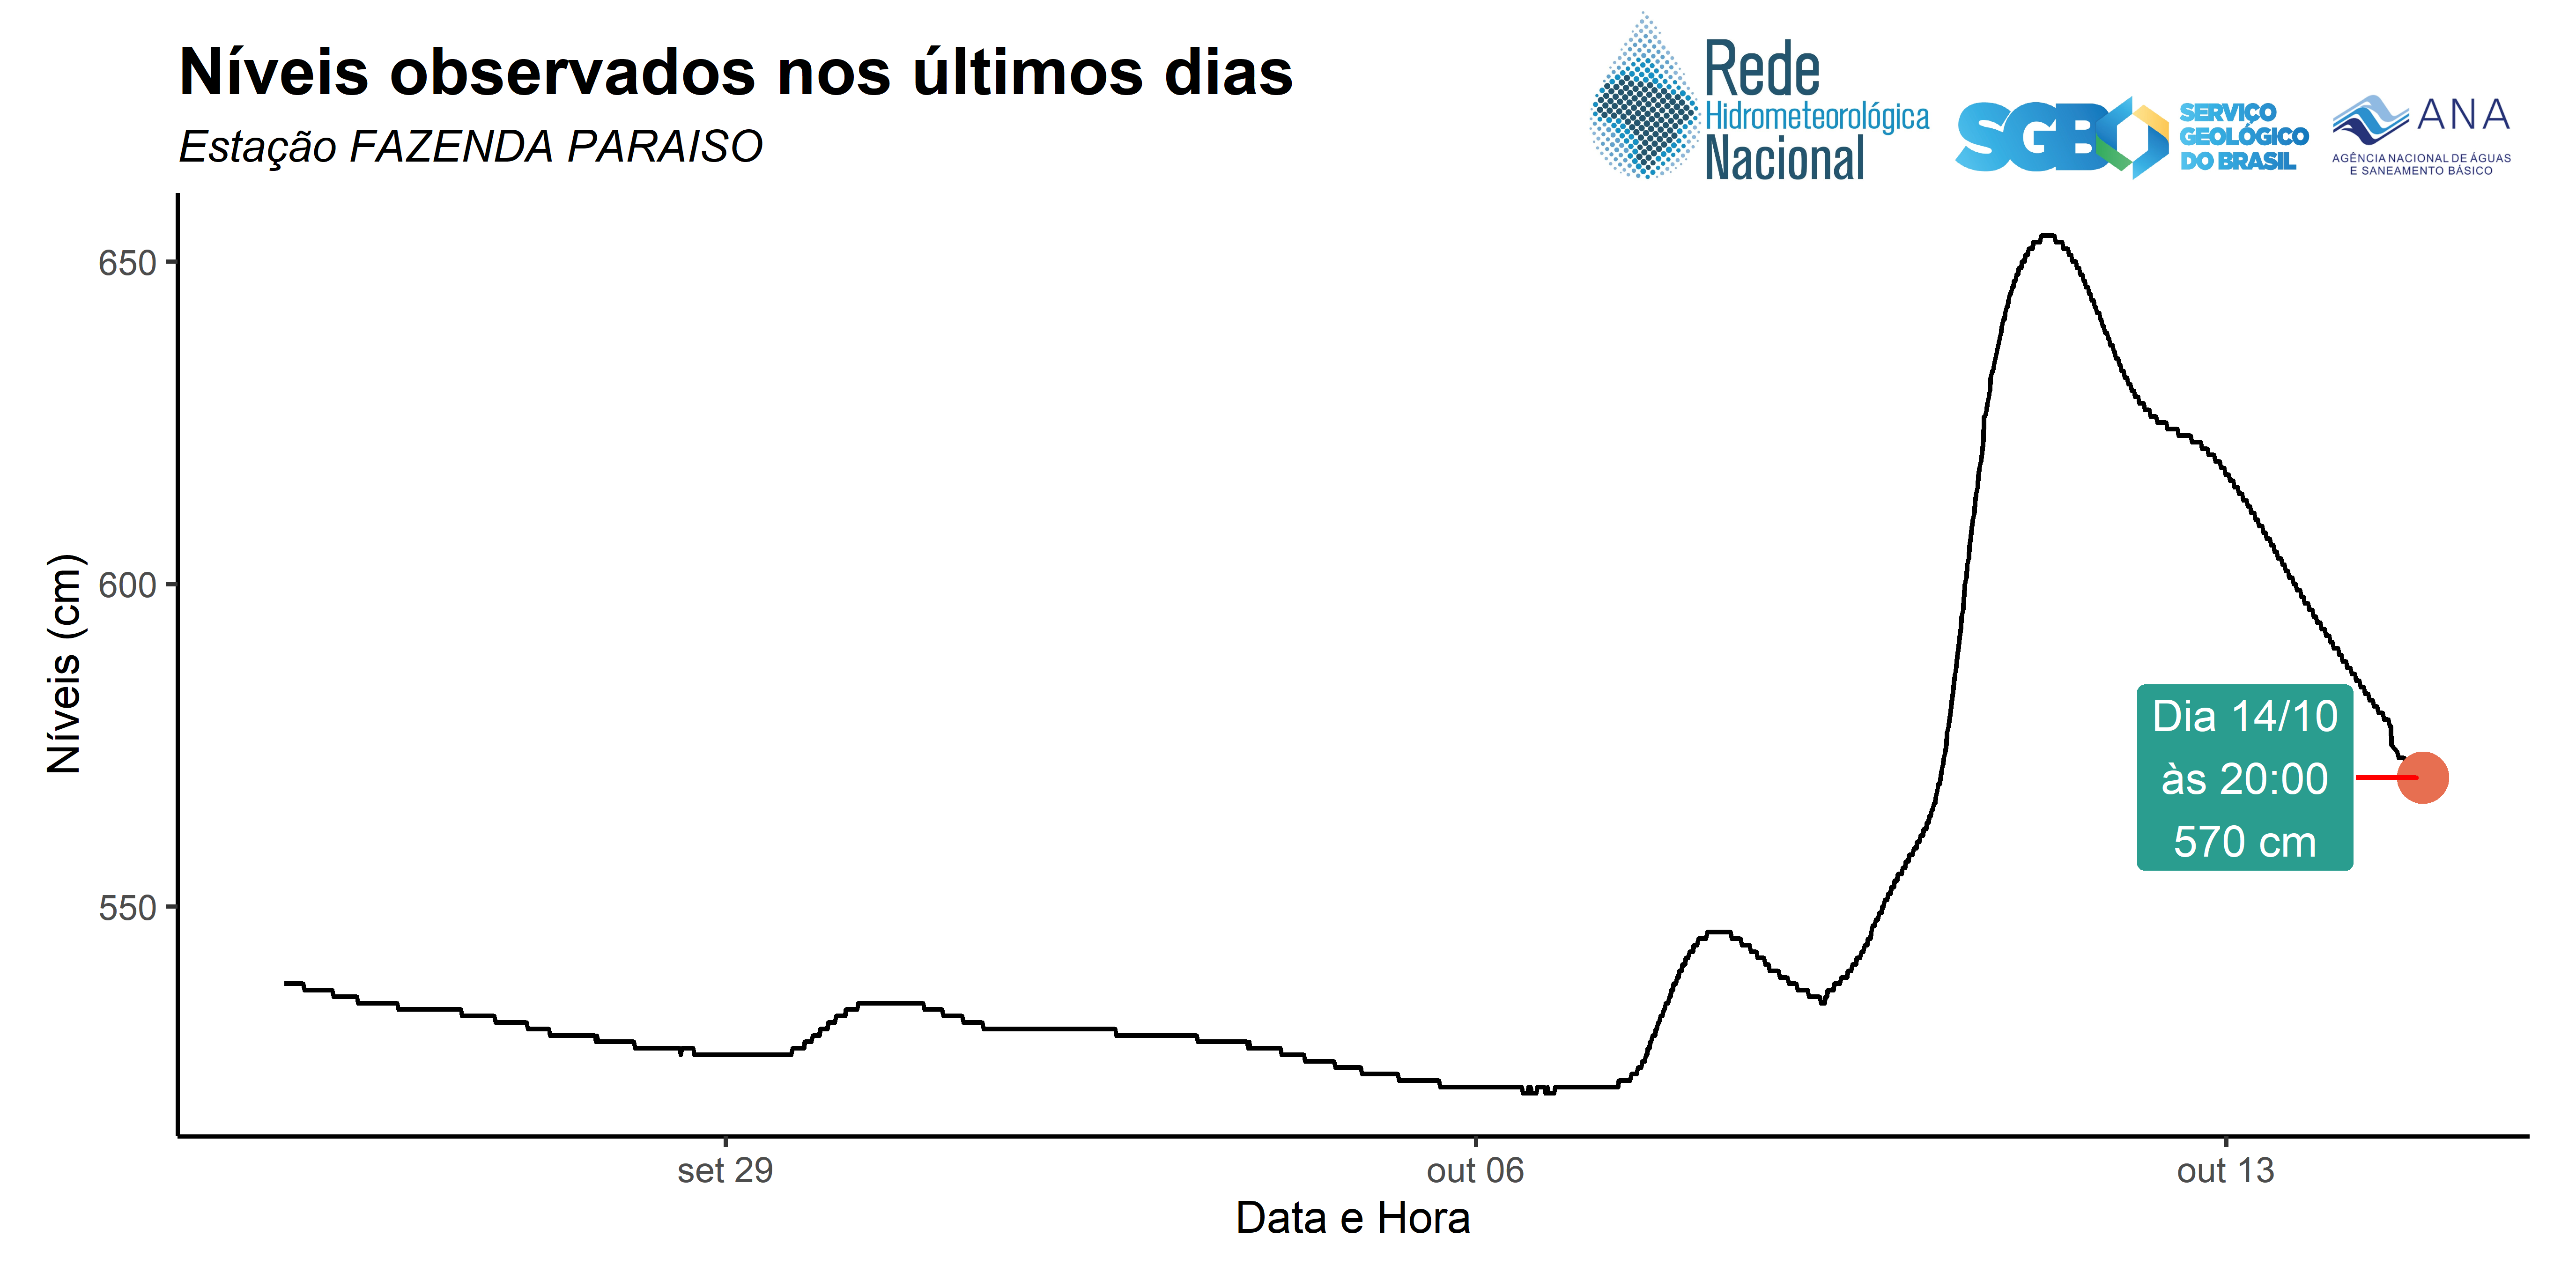 Níveis observados nos últimos dias
Estação FAZENDA PARAISO
Rede
Hidrometeorológica
Nacional
SGB
SERVIÇO
GEOLÓGICO
DO BRASIL
ANA
AGÊNCIA NACIONAL DE ÁGUAS
E SANEAMENTO BÁSICO
Níveis (cm)
650
600
550
Dia 14/10
às 20:00
570 cm
set 29
out 06
out 13
Data e Hora